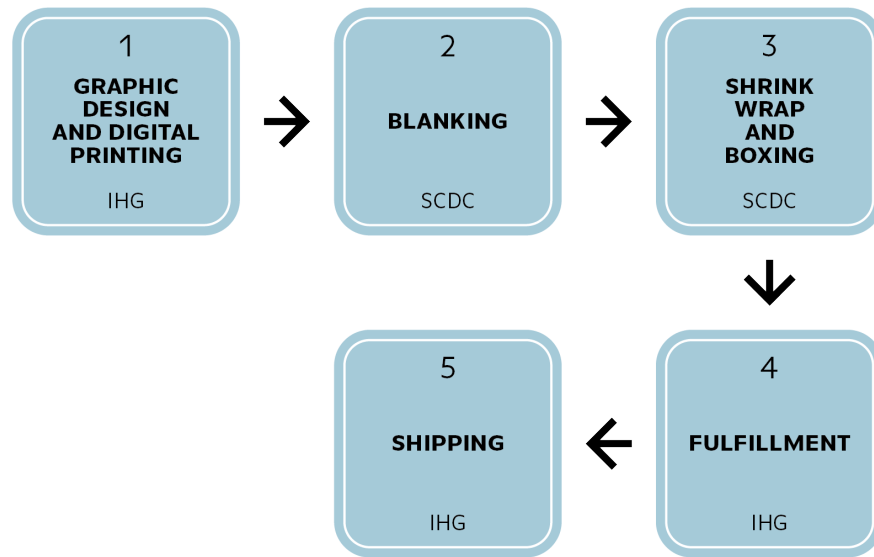 1
GRAPHIC
DESIGN
AND DIGITAL
PRINTING
IHG
2
BLANKING
SCDC
3
SHRINK
WRAP
AND
BOXING
SCDC
4
FULFILLMENT
IHG
5
SHIPPING
IHG